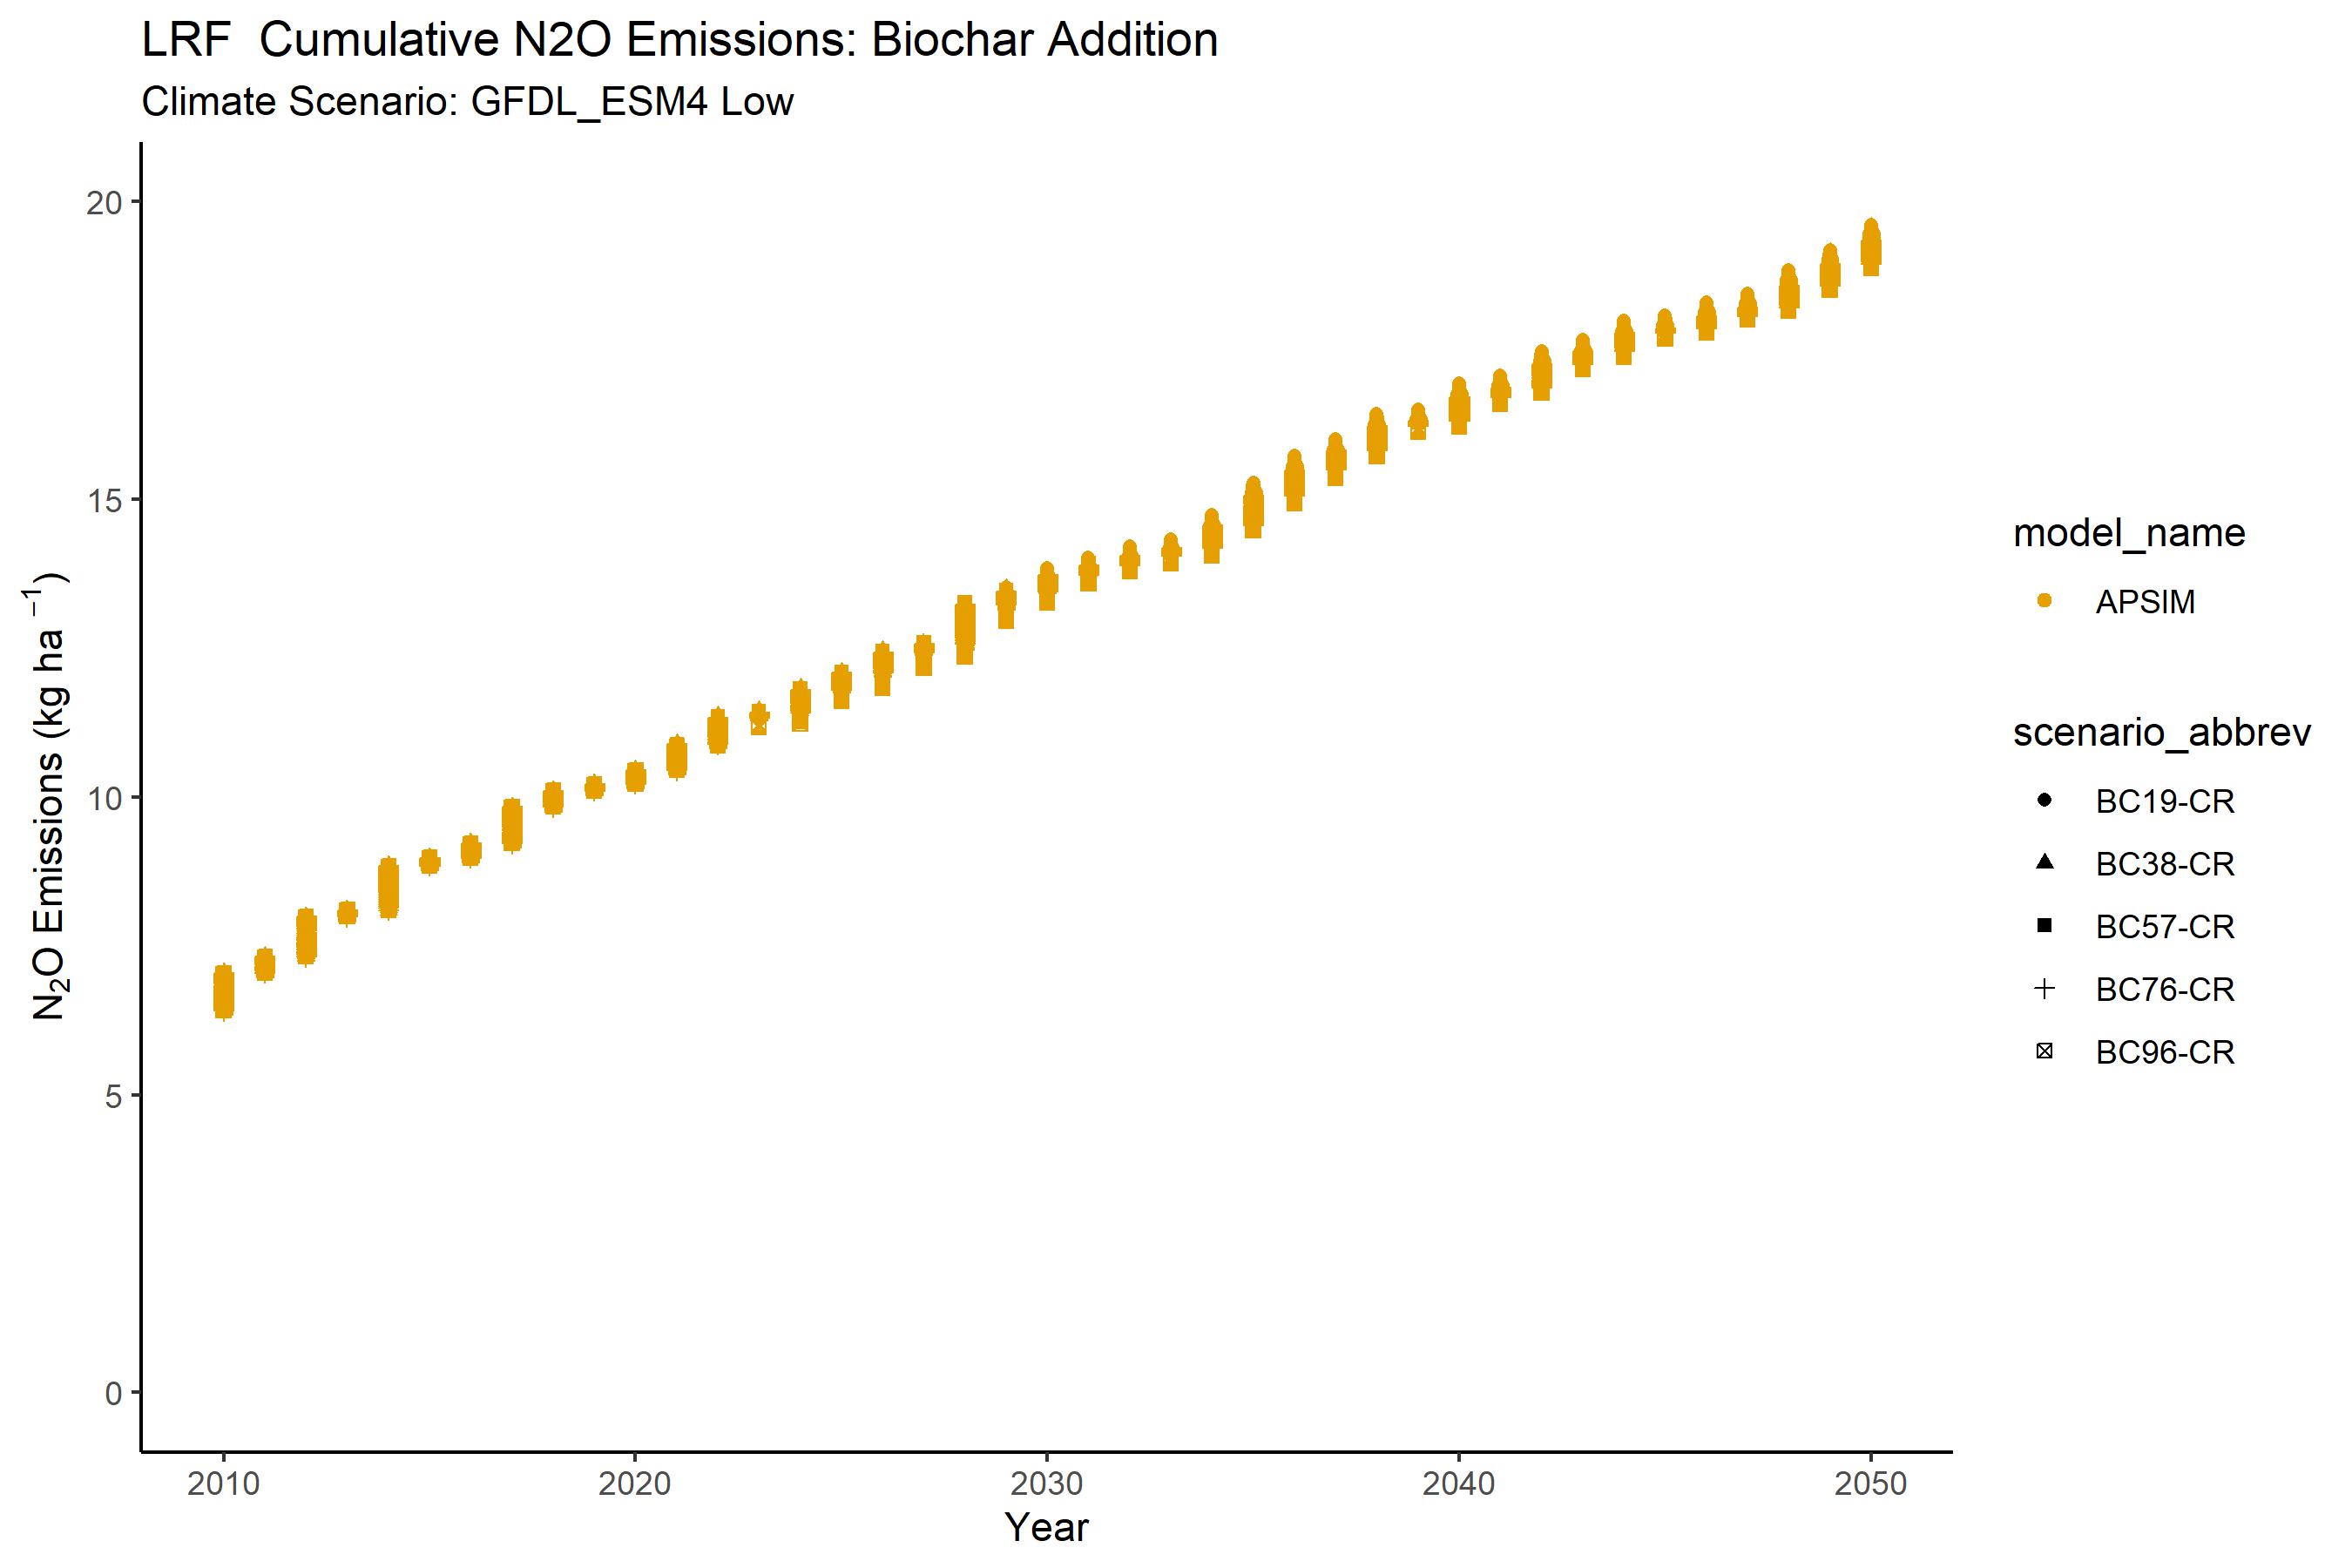 LRF  Cumulative N2O Emissions: Biochar Addition
Climate Scenario: GFDL_ESM4 Low
N₂O Emissions (kg ha ⁻¹)
20
15
10
5
0
2010
2020
2030
2040
2050
Year
model_name
APSIM
scenario_abbrev
BC19-CR
BC38-CR
BC57-CR
BC76-CR
BC96-CR